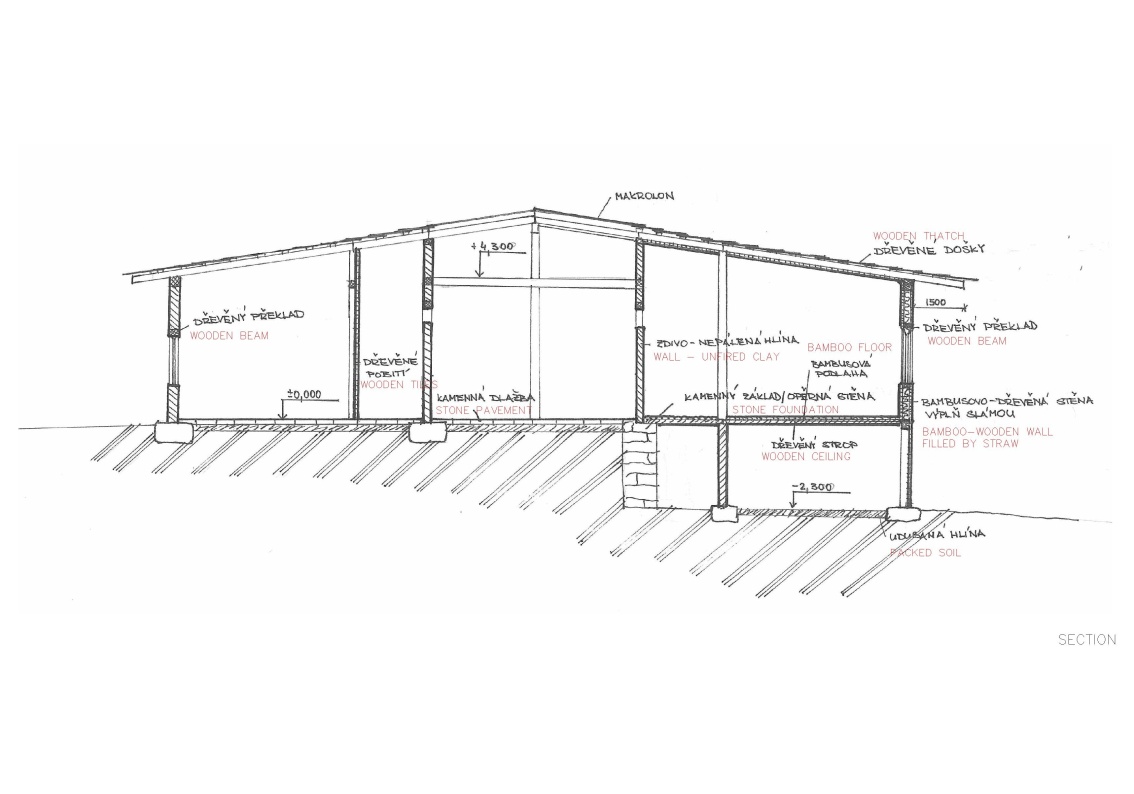 MAKROLON
WOODEN THATCH
DŘEVĚNÉ DOŠKY
+4,300
1500
DŘEVĚNÝ PŘEKLAD
WOODEN BEAM
DŘEVĚNÝ PŘEKLAD
WOODEN BEAM
ZDIVO - NEPÁLENÁ HLÍNA
WALL - UNFIRED CLAY
BAMBOO FLOOR
BAMBUSOVÁ
PODLAHA
DŘEVĚNÉ
POBITÍ
WOODEN TILES
±0,000
KAMENNÁ DLAŽBA
STONE PAVEMENT
KAMENNÝ ZÁKLAD/OPĚRNÁ STĚNA
STONE FOUNDATION
BAMBUSOVO-DŘEVĚNÁ STĚNA
VÝPLŇ SLÁMOU
BAMBOO-WOODEN WALL
FILLED BY STRAW
DŘEVĚNÝ STROP
WOODEN CEILING
-2,300
UDUSANÁ HLÍNA
PACKED SOIL
SECTION